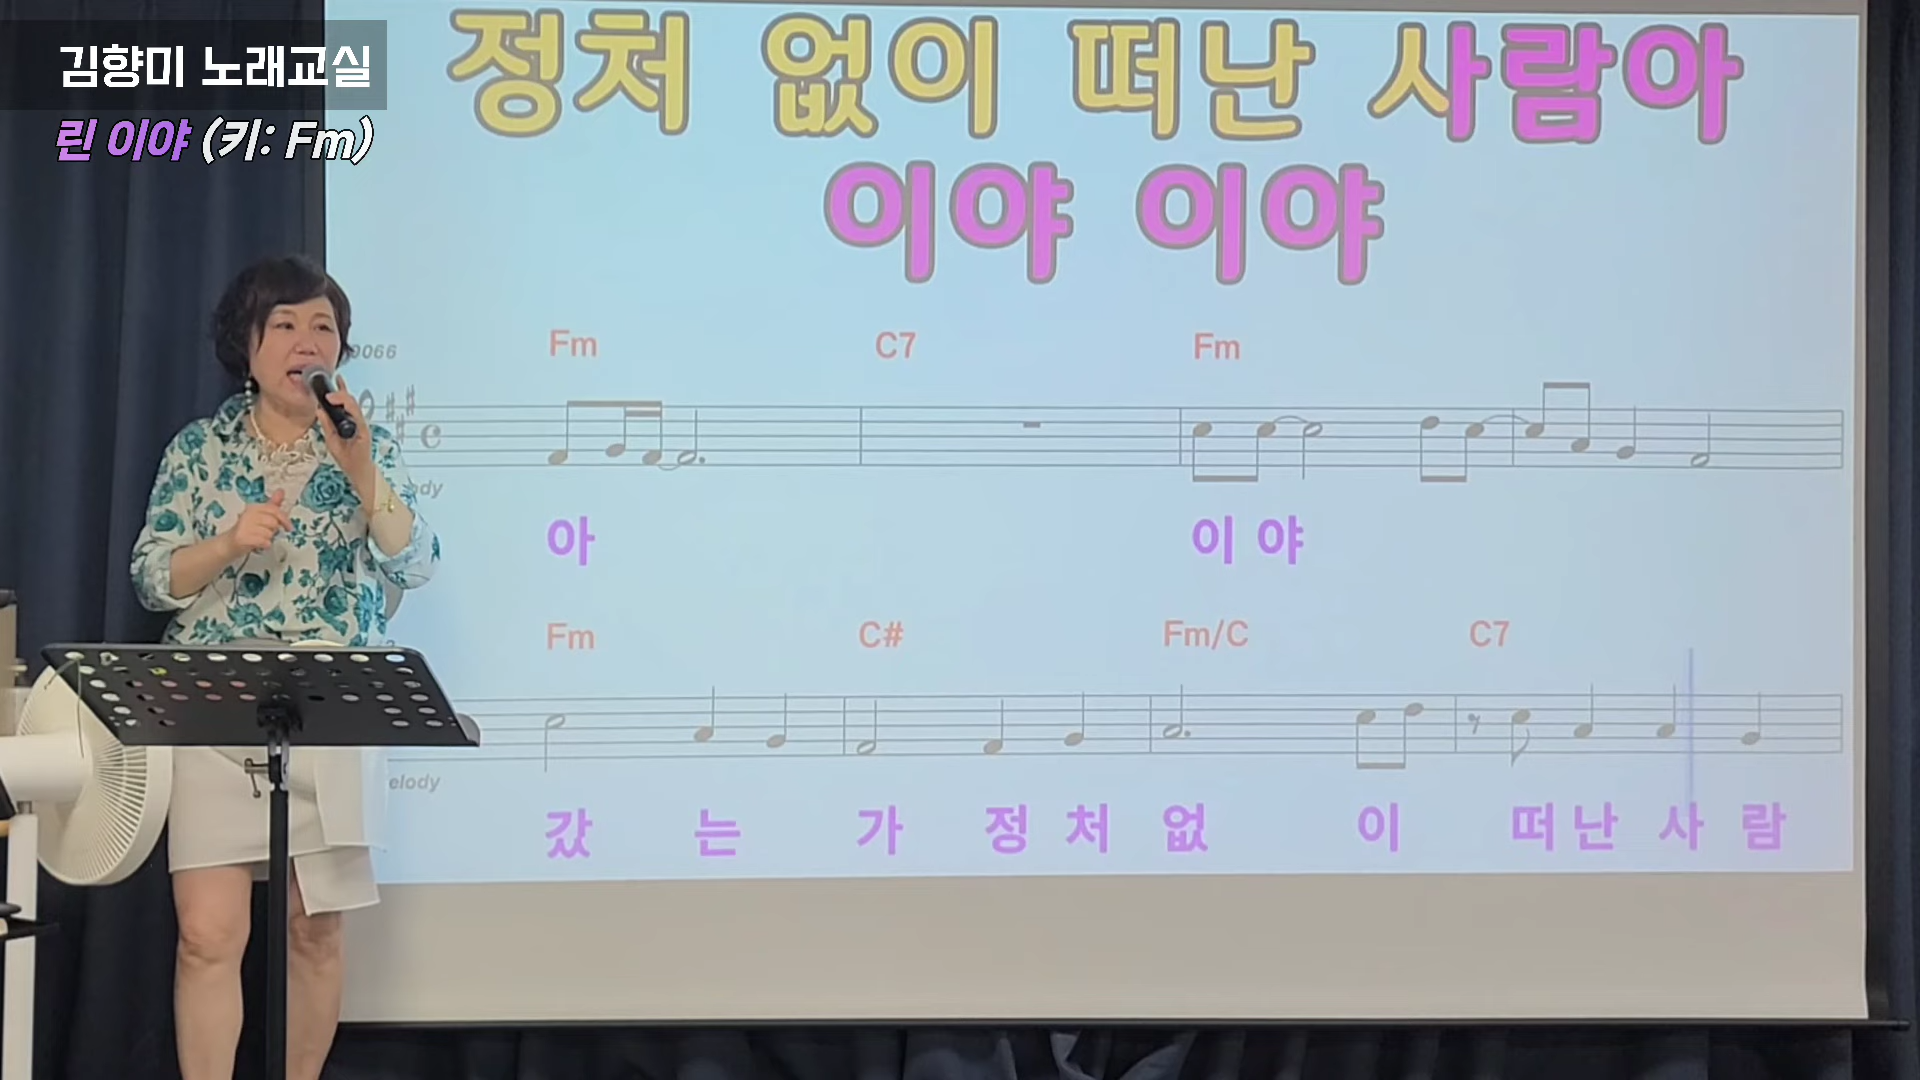 김향미 노래교실
린 이야 (키: Fm)
정처 없이 떠난 사람아
이야 이야
Fm C7 Fm
아 이 야
Fm C# Fm/C C7
elody
갔 는 가 정 처 없 이 떠 난 사 람